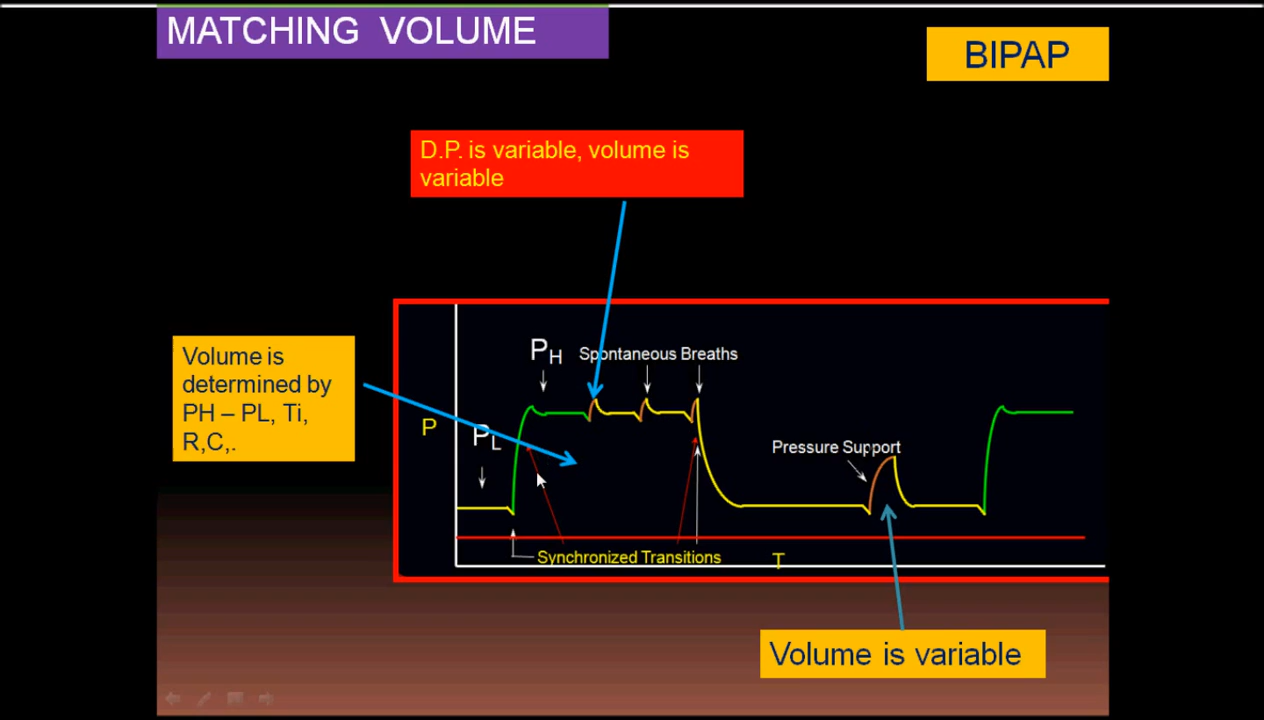 MATCHING VOLUME
BIPAP
D.P. is variable, volume is
variable
Volume is
determined by
PH – PL, Ti,
R,C,.
PH
Spontaneous Breaths
P
PL
Pressure Support
Synchronized Transitions
T
Volume is variable